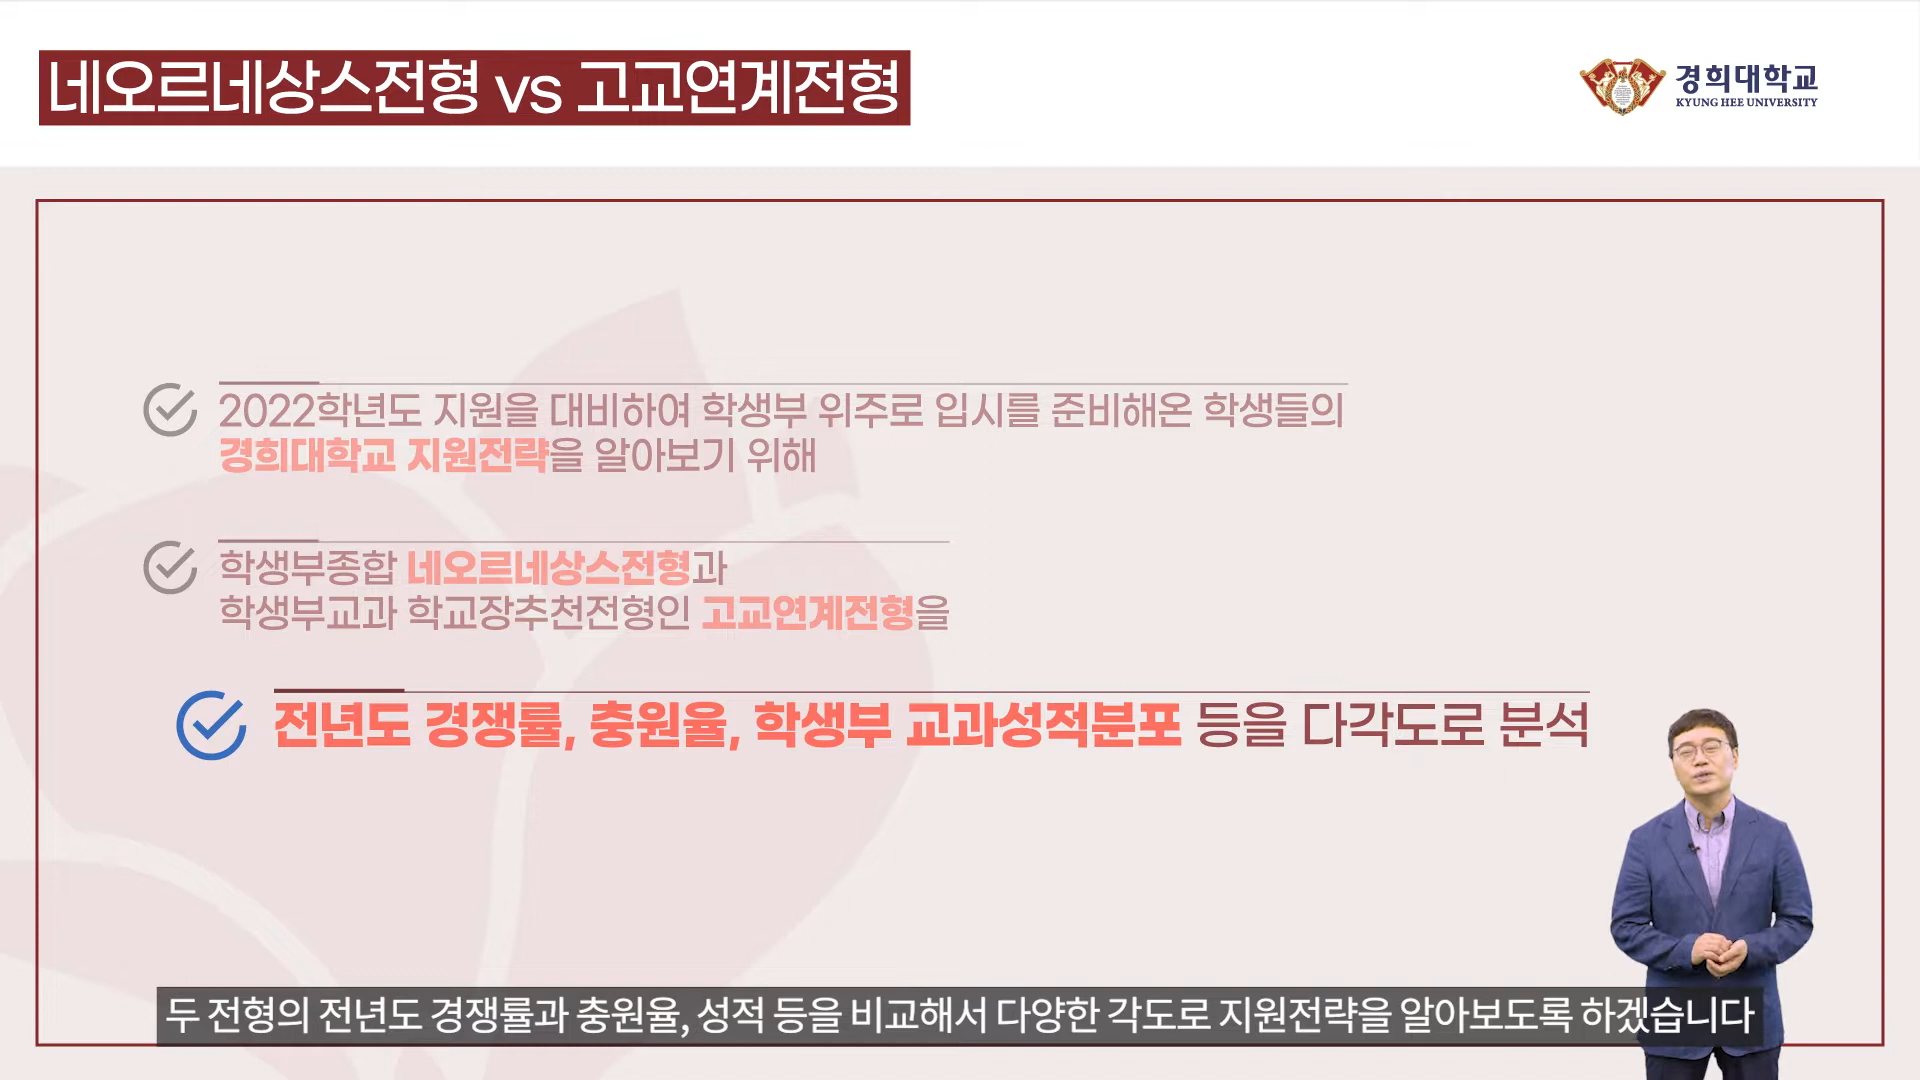 네오르네상스전형 vs 고교연계전형
경희대학교
KYUNG HEE UNIVERSITY
2022학년도 지원을 대비하여 학생부 위주로 입시를 준비해온 학생들의
경희대학교 지원전략을 알아보기 위해
학생부종합 네오르네상스전형과
학생부교과 학교장추천전형인 고교연계전형을
전년도 경쟁률, 충원율, 학생부 교과성적분포 등을 다각도로 분석
두 전형의 전년도 경쟁률과 충원율, 성적 등을 비교해서 다양한 각도로 지원전략을 알아보도록 하겠습니다